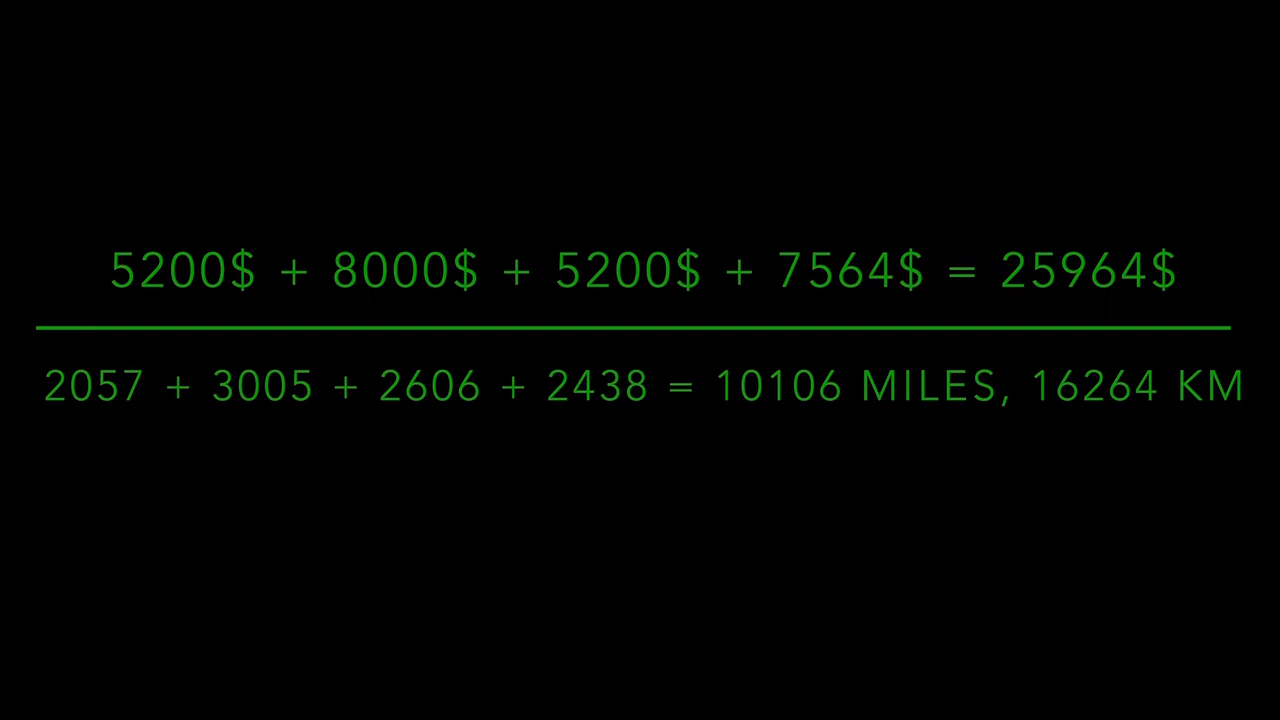 5200$ + 8000$ + 5200$ + 7564$ = 25964$
2057 + 3005 + 2606 + 2438 = 10106 MILES, 16264 KM